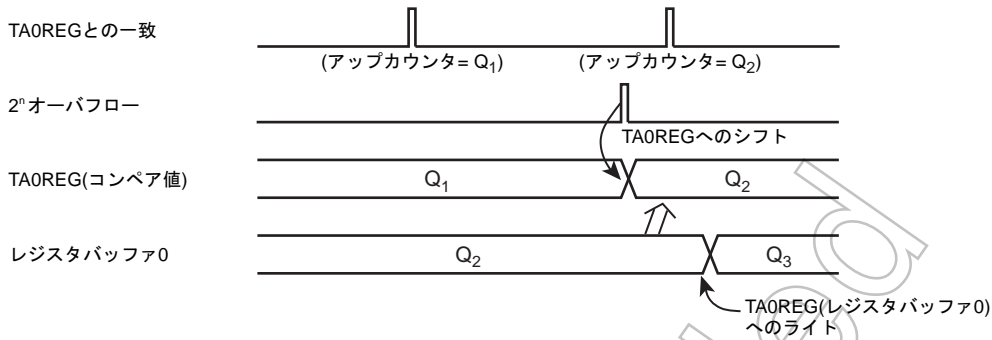 TA0REGとの一致
(アップカウンタ= Q1)
(アップカウンタ= Q2)
2ⁿオーバフロー
TA0REGへのシフト
TA0REG(コンペア値)
Q1
Q2
レジスタバッファ0
Q2
Q3
TA0REG(レジスタバッファ0)
へのライト